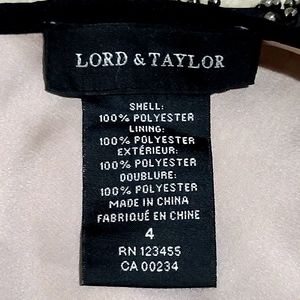 LORD & TAYLOR
SHELL:
100% POLYESTER
LINING:
100% POLYESTER
EXTÉRIEUR:
100% POLYESTER
DOUBLURE:
100% POLYESTER
MADE IN CHINA
FABRIQUÉ EN CHINE
4
RN 123455
CA 00234